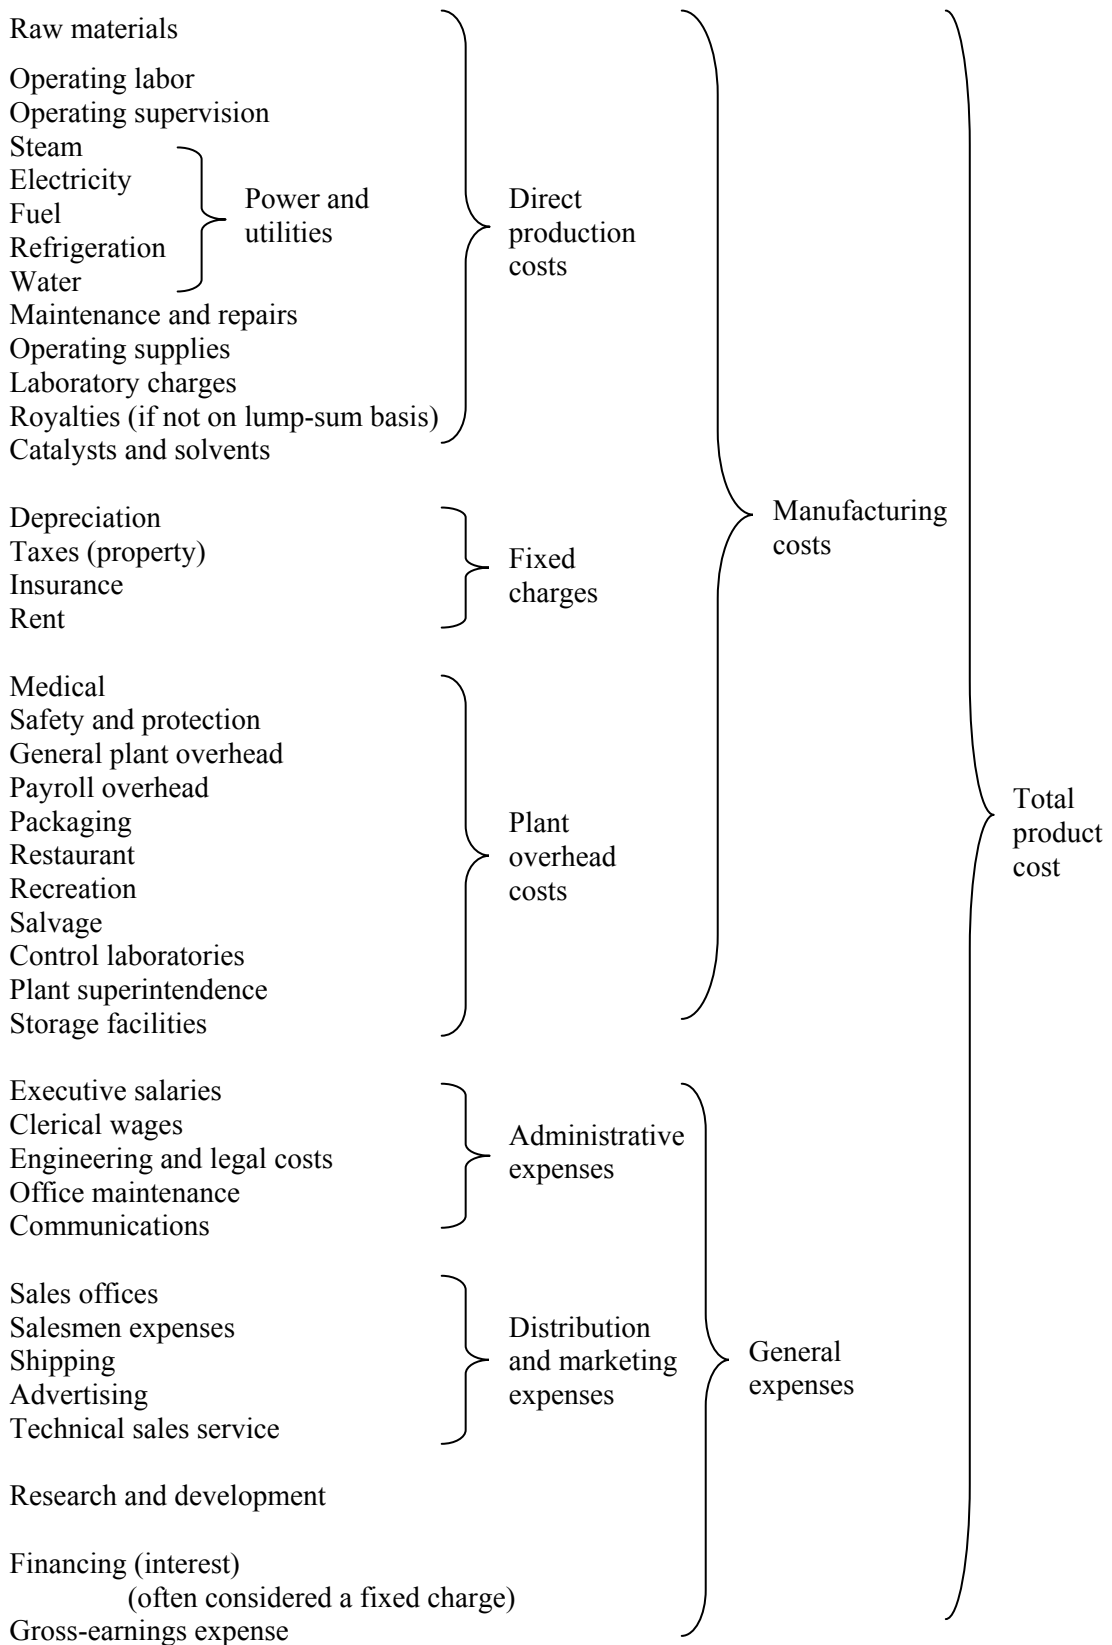 Raw materials
Operating labor
Operating supervision
Steam
Electricity
Fuel
Refrigeration
Water
Power and
utilities
Maintenance and repairs
Operating supplies
Laboratory charges
Royalties (if not on lump-sum basis)
Catalysts and solvents
Direct
production
costs
Depreciation
Taxes (property)
Insurance
Rent
Fixed
charges
Medical
Safety and protection
General plant overhead
Payroll overhead
Packaging
Restaurant
Recreation
Salvage
Control laboratories
Plant superintendence
Storage facilities
Plant
overhead
costs
Manufacturing
costs
Executive salaries
Clerical wages
Engineering and legal costs
Office maintenance
Communications
Administrative
expenses
Sales offices
Salesmen expenses
Shipping
Advertising
Technical sales service
Distribution
and marketing
expenses
Research and development
Financing (interest)
(often considered a fixed charge)
Gross-earnings expense
General
expenses
Total
product
cost